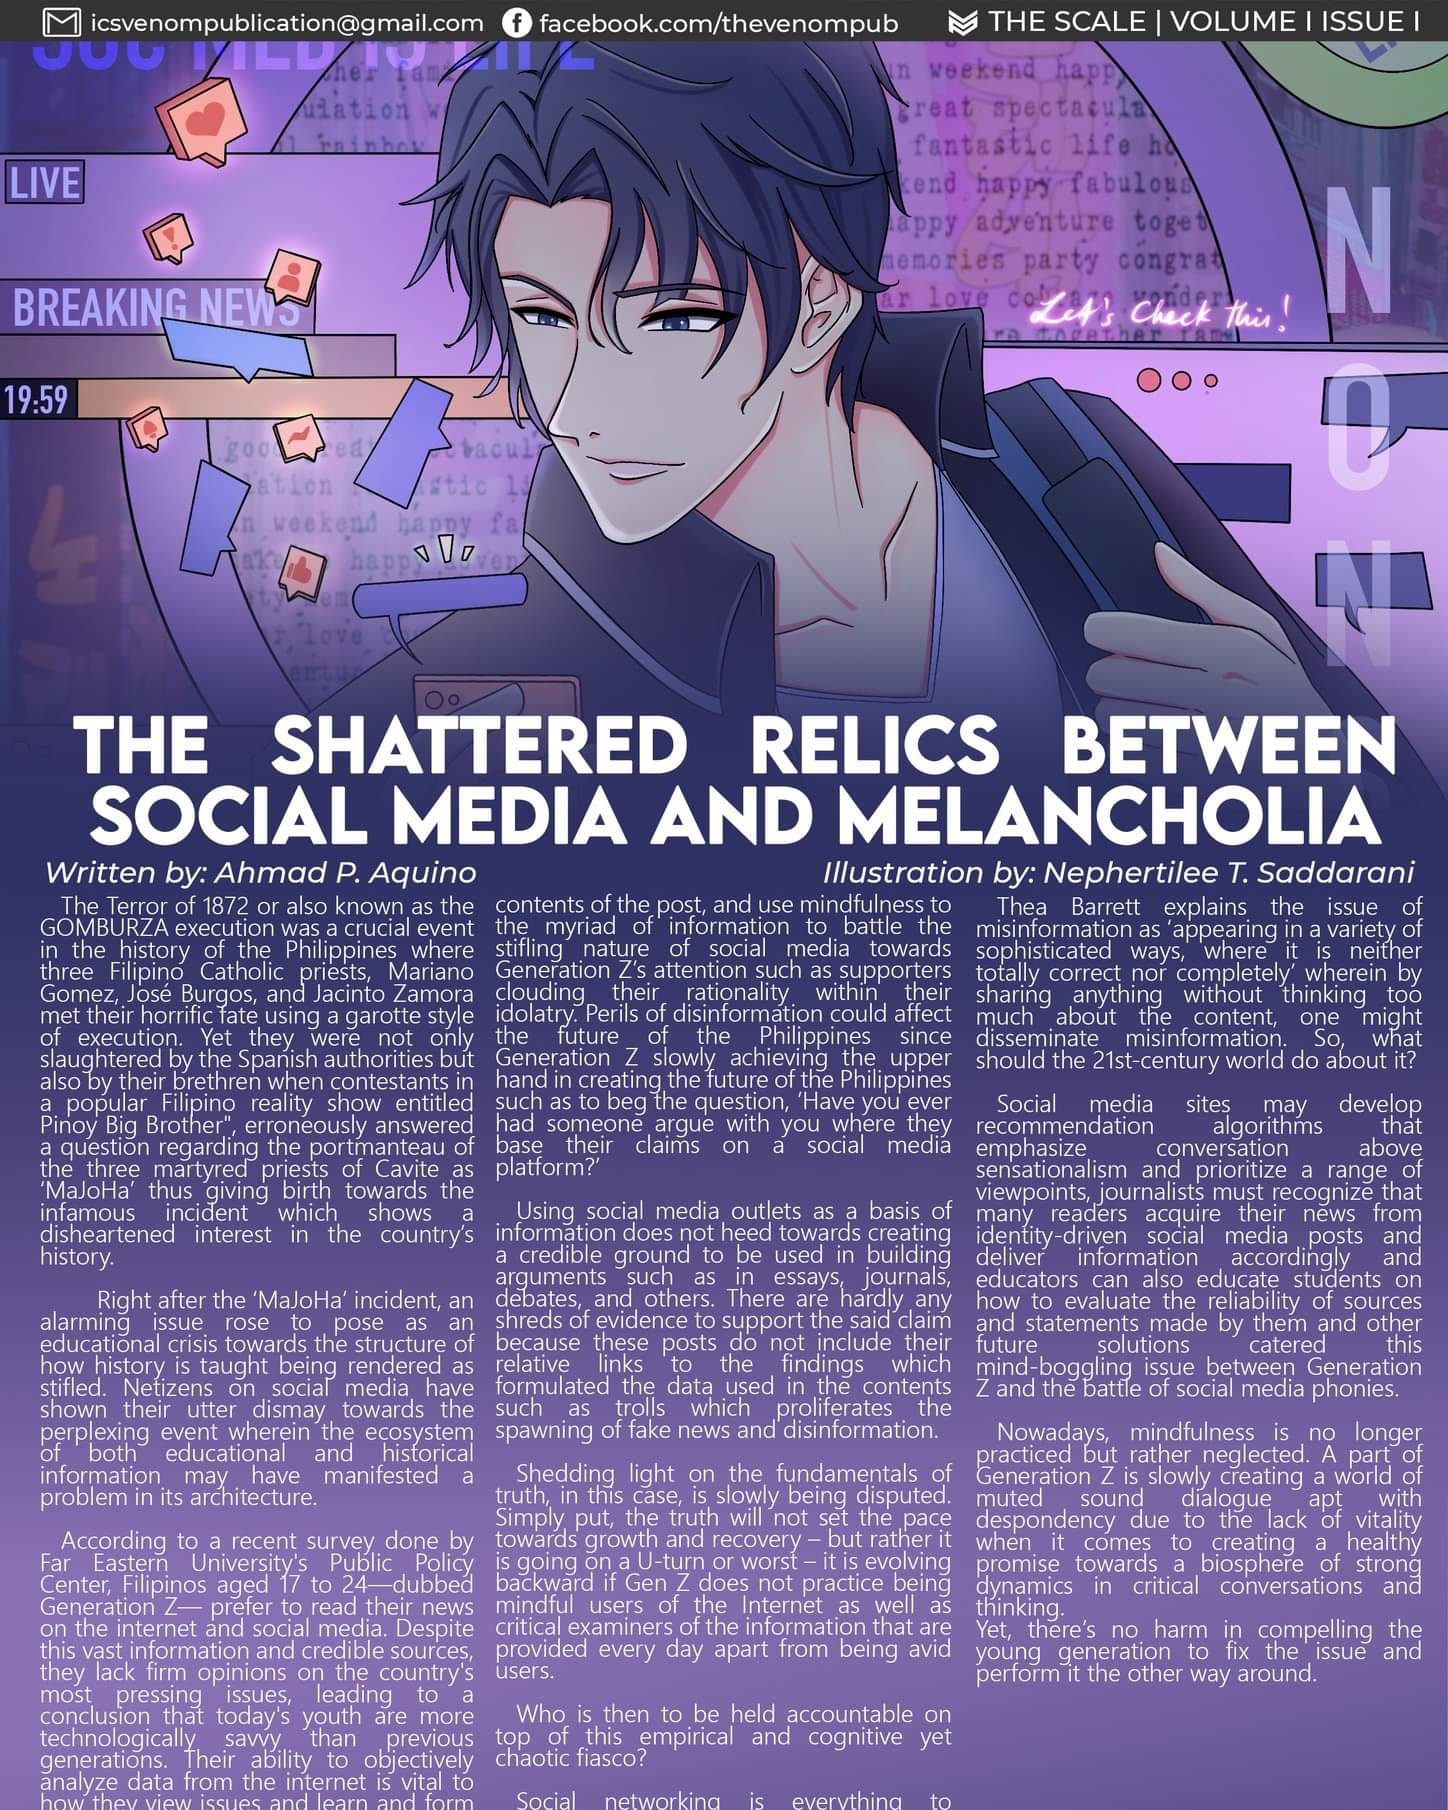 icsvenompublication@gmail.com
facebook.com/thevenompub
THE SCALE | VOLUME I ISSUE I
SOC MED IS LIFE
LIVE
BREAKING NEWS
19:59
Let's Check this!
N
O
N
THE SHATTERED RELICS BETWEEN
SOCIAL MEDIA AND MELANCHOLIA
Written by: Ahmad P. Aquino
Illustration by: Nephertilee T. Saddarani
The Terror of 1872 or also known as the
GOMBURZA execution was a crucial event
in the history of the Philippines where
three Filipino Catholic priests, Mariano
Gomez, José Burgos, and Jacinto Zamora
met their horrific fate using a garotte style
of execution. Yet they were not only
slaughtered by the Spanish authorities but
also by their brethren when contestants in
a popular Filipino reality show entitled
Pinoy Big Brother", erroneously answered
a question regarding the portmanteau of
the three martyred priests of Cavite as
‘MaJoHa’ thus giving birth towards the
infamous incident which shows a
disheartened interest in the country’s
history.
Right after the ‘MaJoHa’ incident, an
alarming issue rose to pose as an
educational crisis towards the structure of
how history is taught being rendered as
stifled. Netizens on social media have
shown their utter dismay towards the
perplexing event wherein the ecosystem
of both educational and historical
information may have manifested a
problem in its architecture.
According to a recent survey done by
Far Eastern University's Public Policy
Center, Filipinos aged 17 to 24—dubbed
Generation Z— prefer to read their news
on the internet and social media. Despite
this vast information and credible sources,
they lack firm opinions on the country's
most pressing issues, leading to a
conclusion that today's youth are more
technologically savvy than previous
generations. Their ability to objectively
analyze data from the internet is vital to
how they view issues and learn and form
contents of the post, and use mindfulness to
the myriad of information to battle the
stifling nature of social media towards
Generation Z’s attention such as supporters
clouding their rationality within their
idolatry. Perils of disinformation could affect
the future of the Philippines since
Generation Z slowly achieving the upper
hand in creating the future of the Philippines
such as to beg the question, ‘Have you ever
had someone argue with you where they
base their claims on a social media
platform?’
Using social media outlets as a basis of
information does not heed towards creating
a credible ground to be used in building
arguments such as in essays, journals,
debates, and others. There are hardly any
shreds of evidence to support the said claim
because these posts do not include their
relative links to the findings which
formulated the data used in the contents
such as trolls which proliferates the
spawning of fake news and disinformation.
Shedding light on the fundamentals of
truth, in this case, is slowly being disputed.
Simply put, the truth will not set the pace
towards growth and recovery – but rather it
is going on a U-turn or worst – it is evolving
backward if Gen Z does not practice being
mindful users of the Internet as well as
critical examiners of the information that are
provided every day apart from being avid
users.
Who is then to be held accountable on
top of this empirical and cognitive yet
chaotic fiasco?
Social networking is everything to
Thea Barrett explains the issue of
misinformation as ‘appearing in a variety of
sophisticated ways, where it is neither
totally correct nor completely’ wherein by
sharing anything without thinking too
much about the content, one might
disseminate misinformation. So, what
should the 21st-century world do about it?
Social media sites may develop
recommendation algorithms that
emphasize conversation above
sensationalism and prioritize a range of
viewpoints, journalists must recognize that
many readers acquire their news from
identity-driven social media posts and
deliver information accordingly and
educators can also educate students on
how to evaluate the reliability of sources
and statements made by them and other
future solutions catered this
mind-boggling issue between Generation
Z and the battle of social media phonies.
Nowadays, mindfulness is no longer
practiced but rather neglected. A part of
Generation Z is slowly creating a world of
muted sound dialogue apt with
despondency due to the lack of vitality
when it comes to creating a healthy
promise towards a biosphere of strong
dynamics in critical conversations and
thinking.
Yet, there’s no harm in compelling the
young generation to fix the issue and
perform it the other way around.